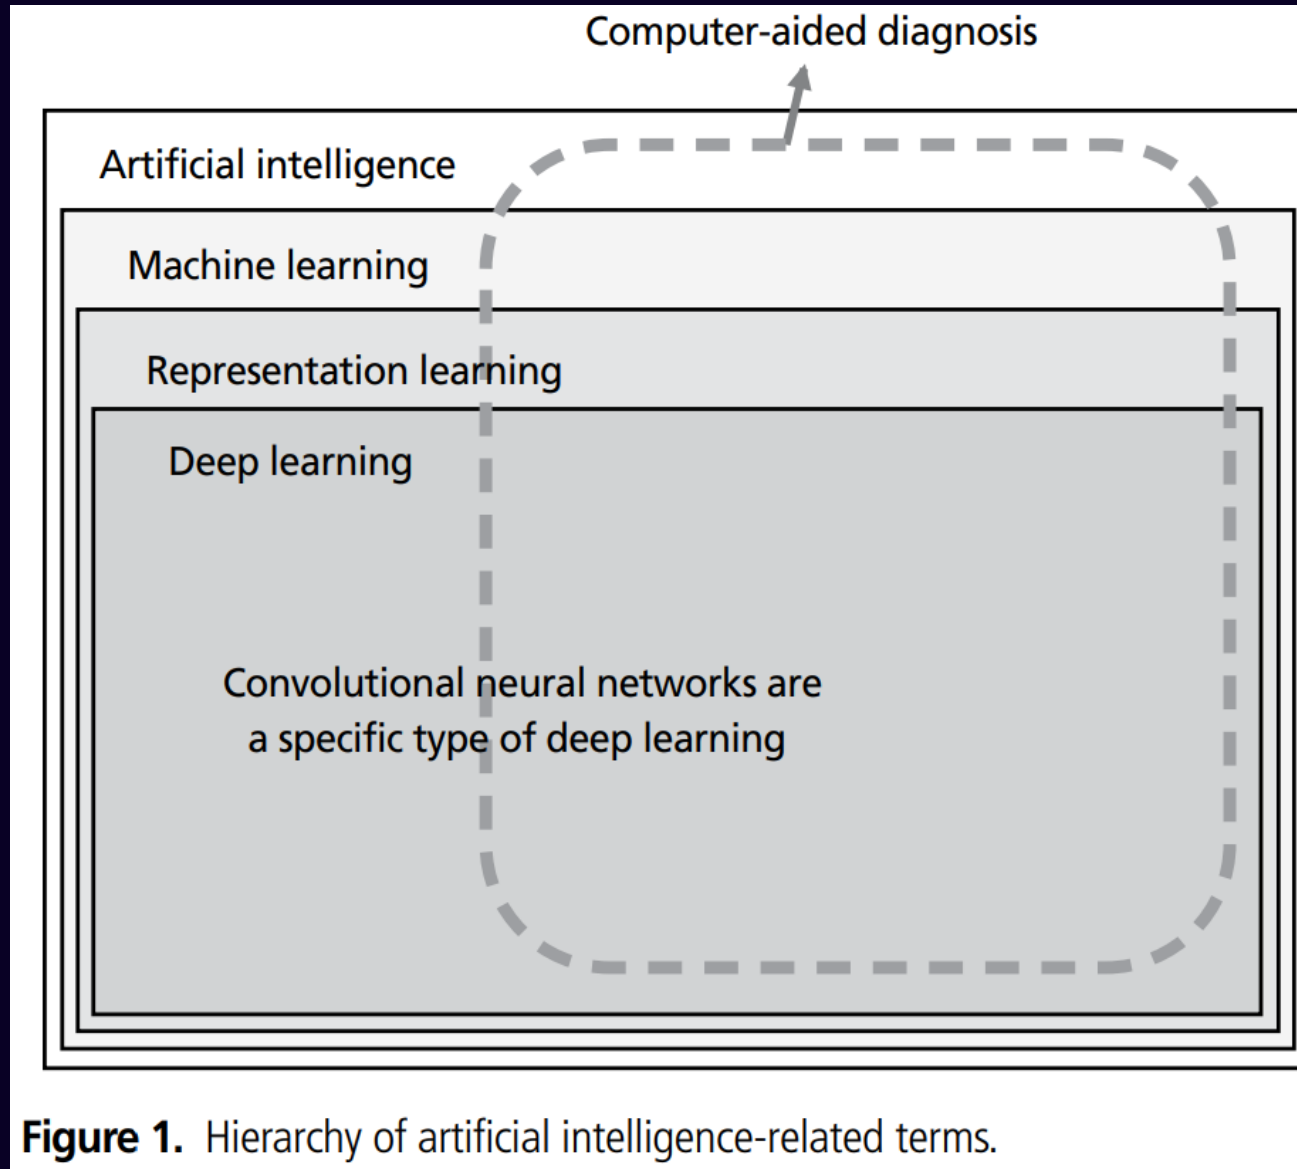 Computer-aided diagnosis
Artificial intelligence
Machine learning
Representation learning
Deep learning
Convolutional neural networks are
a specific type of deep learning
Figure 1. Hierarchy of artificial intelligence-related terms.